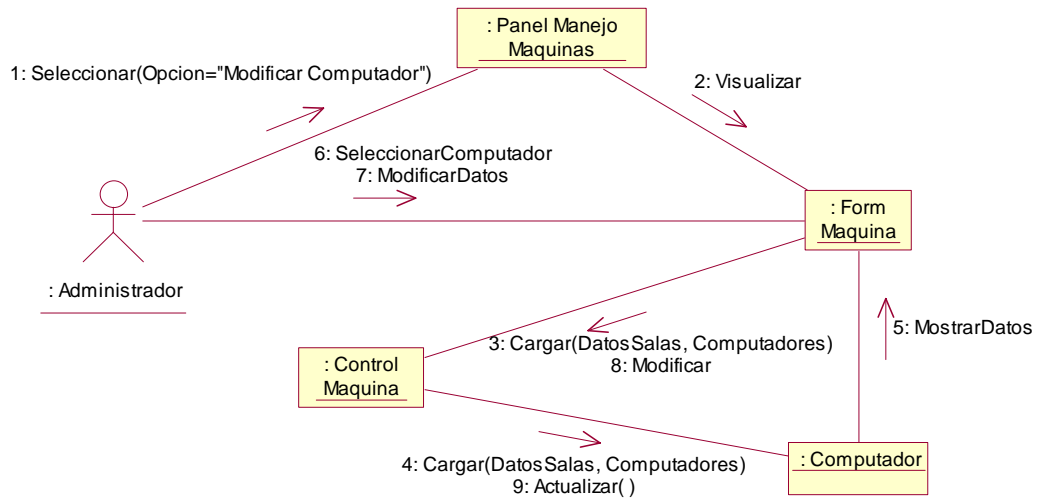 : Panel Manejo
Maquinas
1: Seleccionar(Opcion="Modificar Computador")
2: Visualizar
6: SeleccionarComputador
7: ModificarDatos
: Form
Maquina
: Administrador
5: MostrarDatos
3: Cargar(DatosSalas, Computadores)
8: Modificar
: Control
Maquina
4: Cargar(DatosSalas, Computadores)
9: Actualizar( )
: Computador